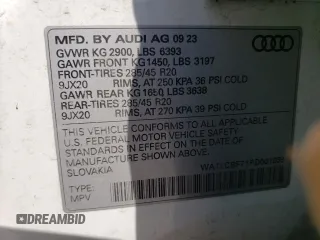 MFD. BY AUDI AG 09 23
GVWR KG 2900, LBS 6393
GAWR FRONT KG1450, LBS 3197
FRONT-TIRES 285/45 R20
9JX20 RIMS, AT 250 KPA 36 PSI COLD
GAWR REAR KG 1650 LBS 3638
REAR-TIRES 285/45 R20
9JX20 RIMS, AT 270 KPA 39 PSI COLD
THIS VEHICLE CONFORMS TO ALL APPLICABLE
U.S. FEDERAL MOTOR VEHICLE SAFETY
STANDARDS IN EFFECT ON THE DATE OF
MANUFACTURE SHOWN ABOVE.
SLOVAKIA
TYPE:
MPV
DREAMBID
AutoBidMaster